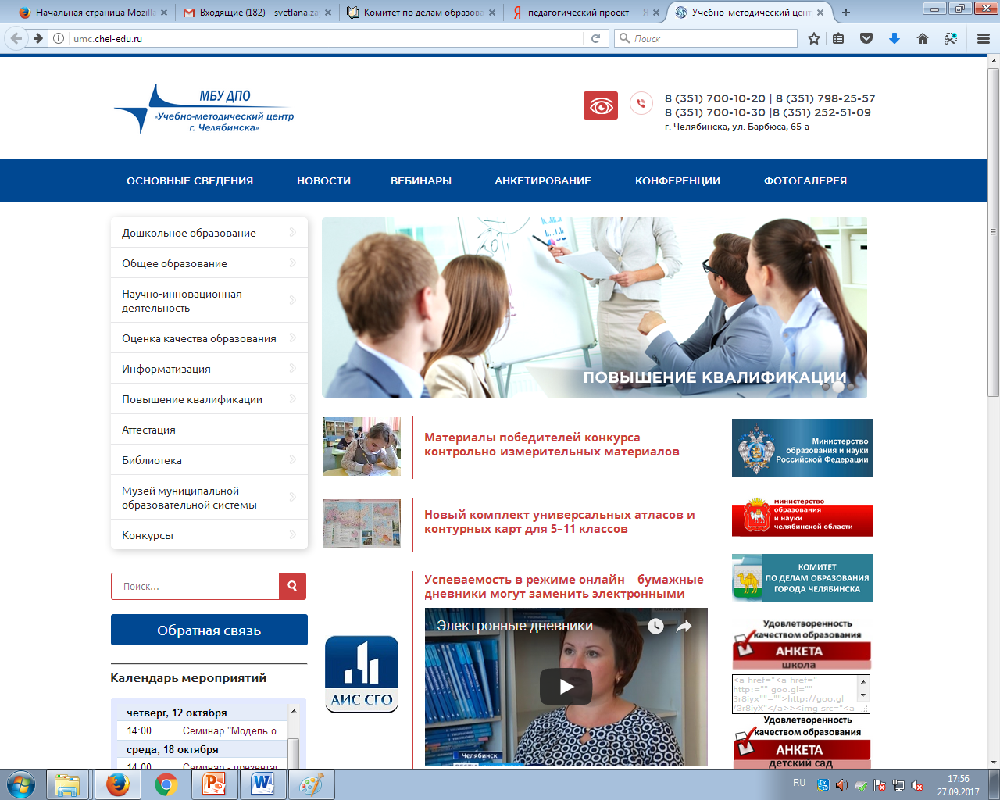 Начальная страница Mozilla
Входящие (182) - svetlana.za
Комитет по делам образова
педагогический проект — Я
Учебно-методический цент
umc.chel-edu.ru
Поиск
МБУ ДПО
«Учебно-методический центр
г. Челябинска»
8 (351) 700-10-20 | 8 (351) 798-25-57
8 (351) 700-10-30 |8 (351) 252-51-09
г. Челябинска, ул. Барбюса, 65-а
ОСНОВНЫЕ СВЕДЕНИЯ
НОВОСТИ
ВЕБИНАРЫ
АНКЕТИРОВАНИЕ
КОНФЕРЕНЦИИ
ФОТОГАЛЕРЕЯ
Дошкольное образование
Общее образование
Научно-инновационная
деятельность
Оценка качества образования
Информатизация
Повышение квалификации
Аттестация
Библиотека
Музей муниципальной
образовательной системы
Конкурсы
Поиск...
Обратная связь
Календарь мероприятий
четверг, 12 октября
14:00 Семинар "Модель о
среда, 18 октября
14:00 Семинар - презентац
ПОВЫШЕНИЕ КВАЛИФИКАЦИИ
Материалы победителей конкурса
контрольно-измерительных материалов
Новый комплект универсальных атласов и
контурных карт для 5–11 классов
Успеваемость в режиме онлайн – бумажные
дневники могут заменить электронными
АИС СГО
Электронные дневники
Челябинск
ВЕСТИ
Министерство
образования и науки
Российской Федерации
министерство
образования
и науки
челябинской области
КОМИТЕТ
ПО ДЕЛАМ ОБРАЗОВАНИЯ
ГОРОДА ЧЕЛЯБИНСКА
Удовлетворенность
качеством образования
АНКЕТА
школа
<a href="<a href="
http:="" goo.gl=""
3r8iyx""="">http://goo.gl
/3r8iyX"</a>><img src="<a
Удовлетворенность
качеством образования
АНКЕТА
детский сад
RU
17:56
27.09.2017